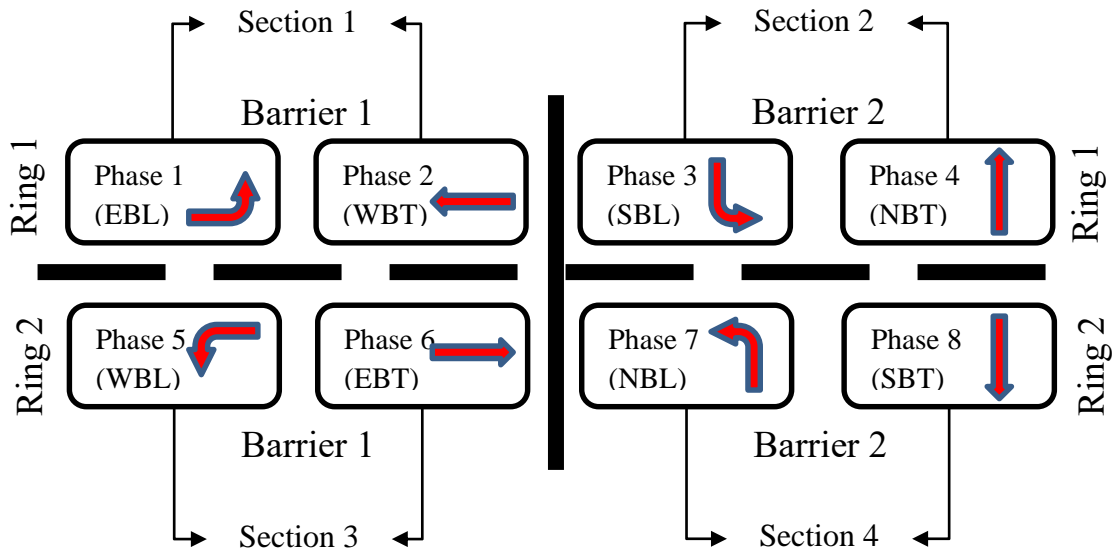 Section 1
Section 2
Barrier 1
Barrier 2
Ring 1
Phase 1
(EBL)
Phase 2
(WBT)
Phase 3
(SBL)
Phase 4
(NBT)
Ring 1
Ring 2
Phase 5
(WBL)
Phase 6
(EBT)
Phase 7
(NBL)
Phase 8
(SBT)
Ring 2
Barrier 1
Barrier 2
Section 3
Section 4